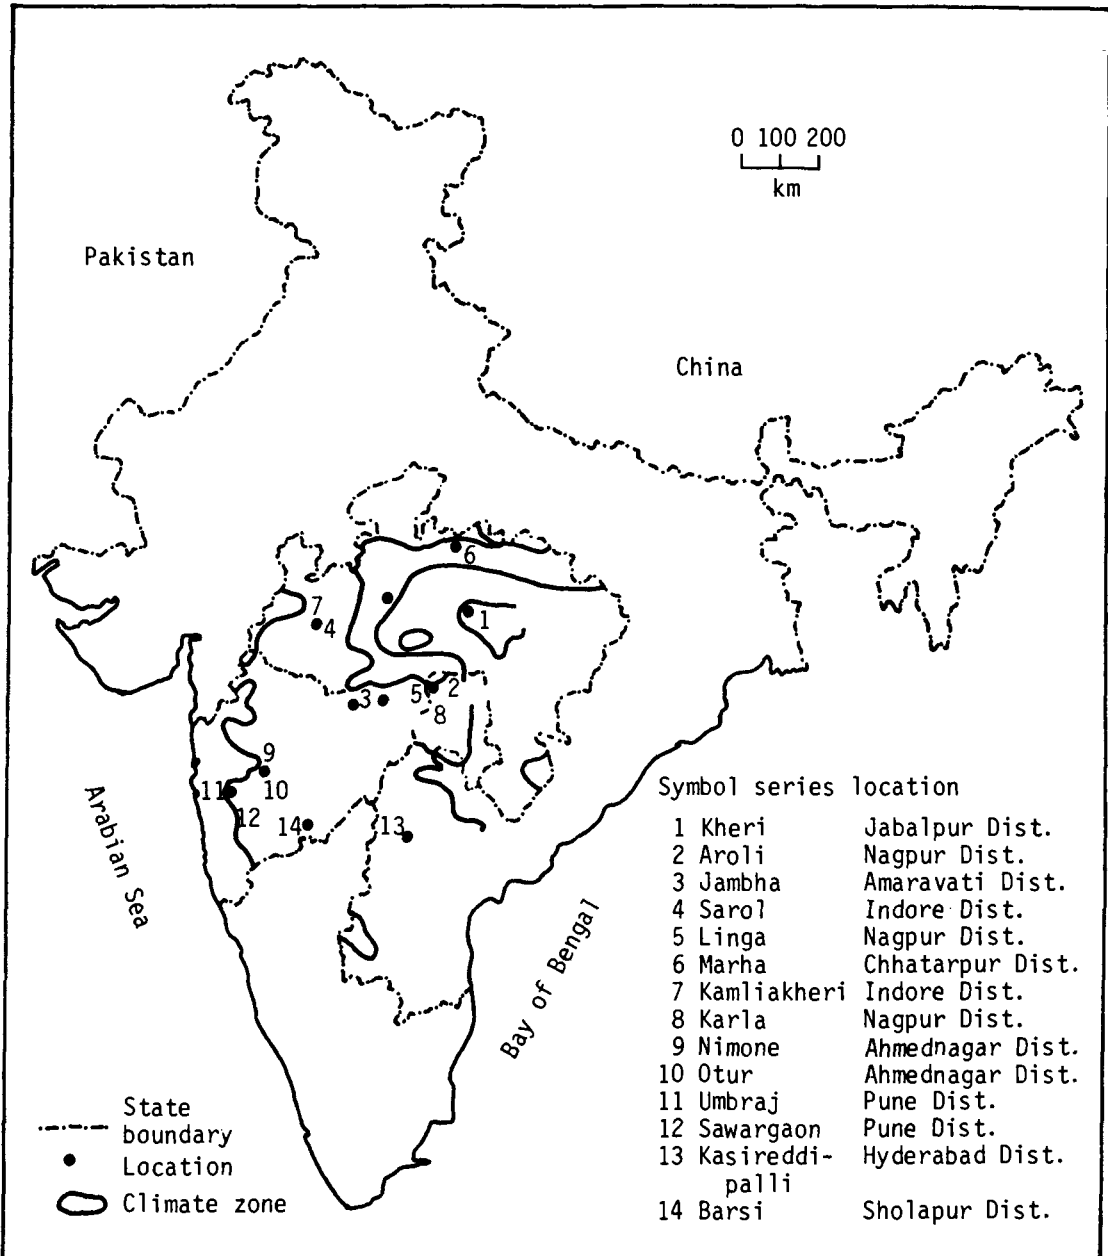 0 100 200
km
Pakistan
China
6
7
4
1
3
5 2
8
9
11 10
12
14 13
Arabian Sea
Bay of Bengal
Symbol series location
1 Kheri Jabalpur Dist.
2 Aroli Nagpur Dist.
3 Jambha Amaravati Dist.
4 Sarol Indore Dist.
5 Linga Nagpur Dist.
6 Marha Chhatarpur Dist.
7 Kamliakheri Indore Dist.
8 Karla Nagpur Dist.
9 Nimone Ahmednagar Dist.
10 Otur Ahmednagar Dist.
11 Umbraj Pune Dist.
12 Sawargaon Pune Dist.
13 Kasireddi- Hyderabad Dist.
palli
14 Barsi Sholapur Dist.
State
boundary
Location
Climate zone